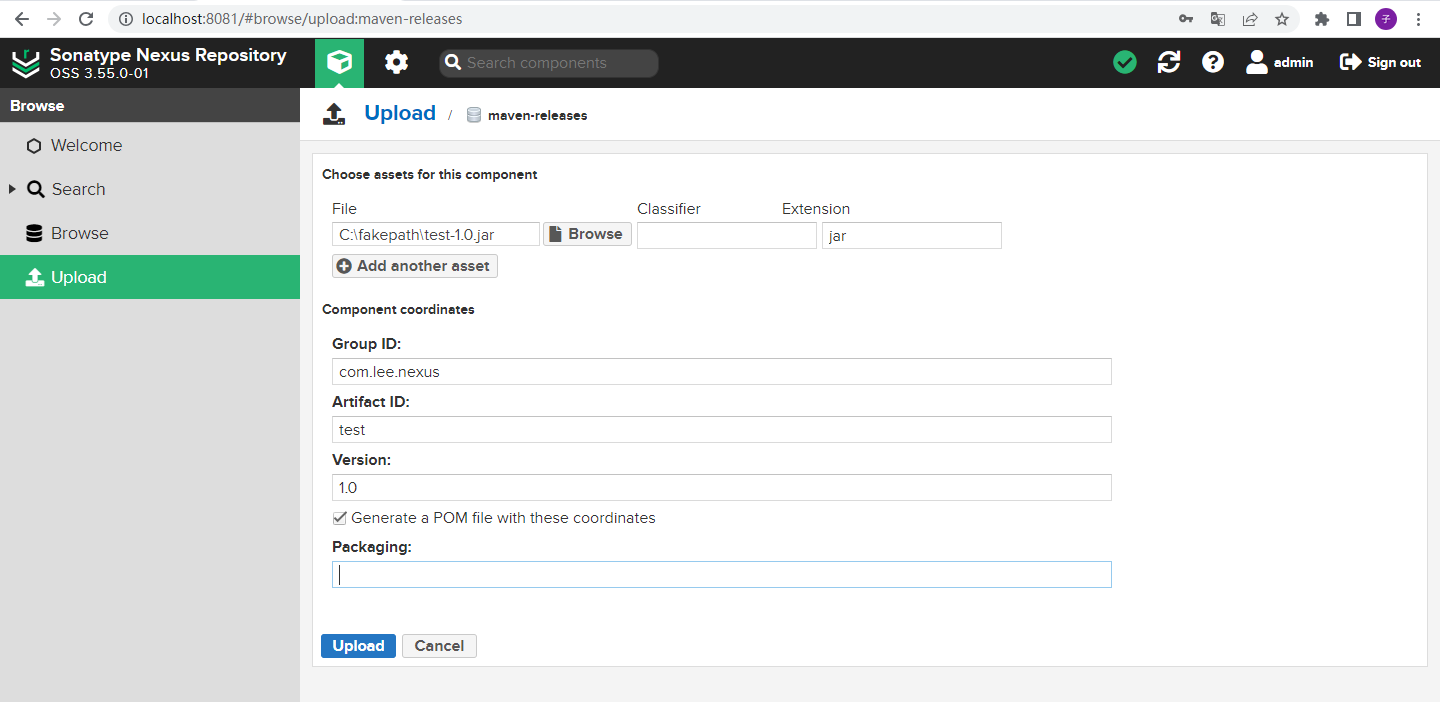 localhost:8081/#browse/upload:maven-releases
子
Sonatype Nexus Repository
OSS 3.55.0-01
Search components
admin
Sign out
Browse
Welcome
Search
Browse
Upload
Upload / maven-releases
Choose assets for this component
File Classifier Extension
C:\fakepath\test-1.0.jar Browse jar
Add another asset
Component coordinates
Group ID:
com.lee.nexus
Artifact ID:
test
Version:
1.0
Generate a POM file with these coordinates
Packaging:
Upload Cancel